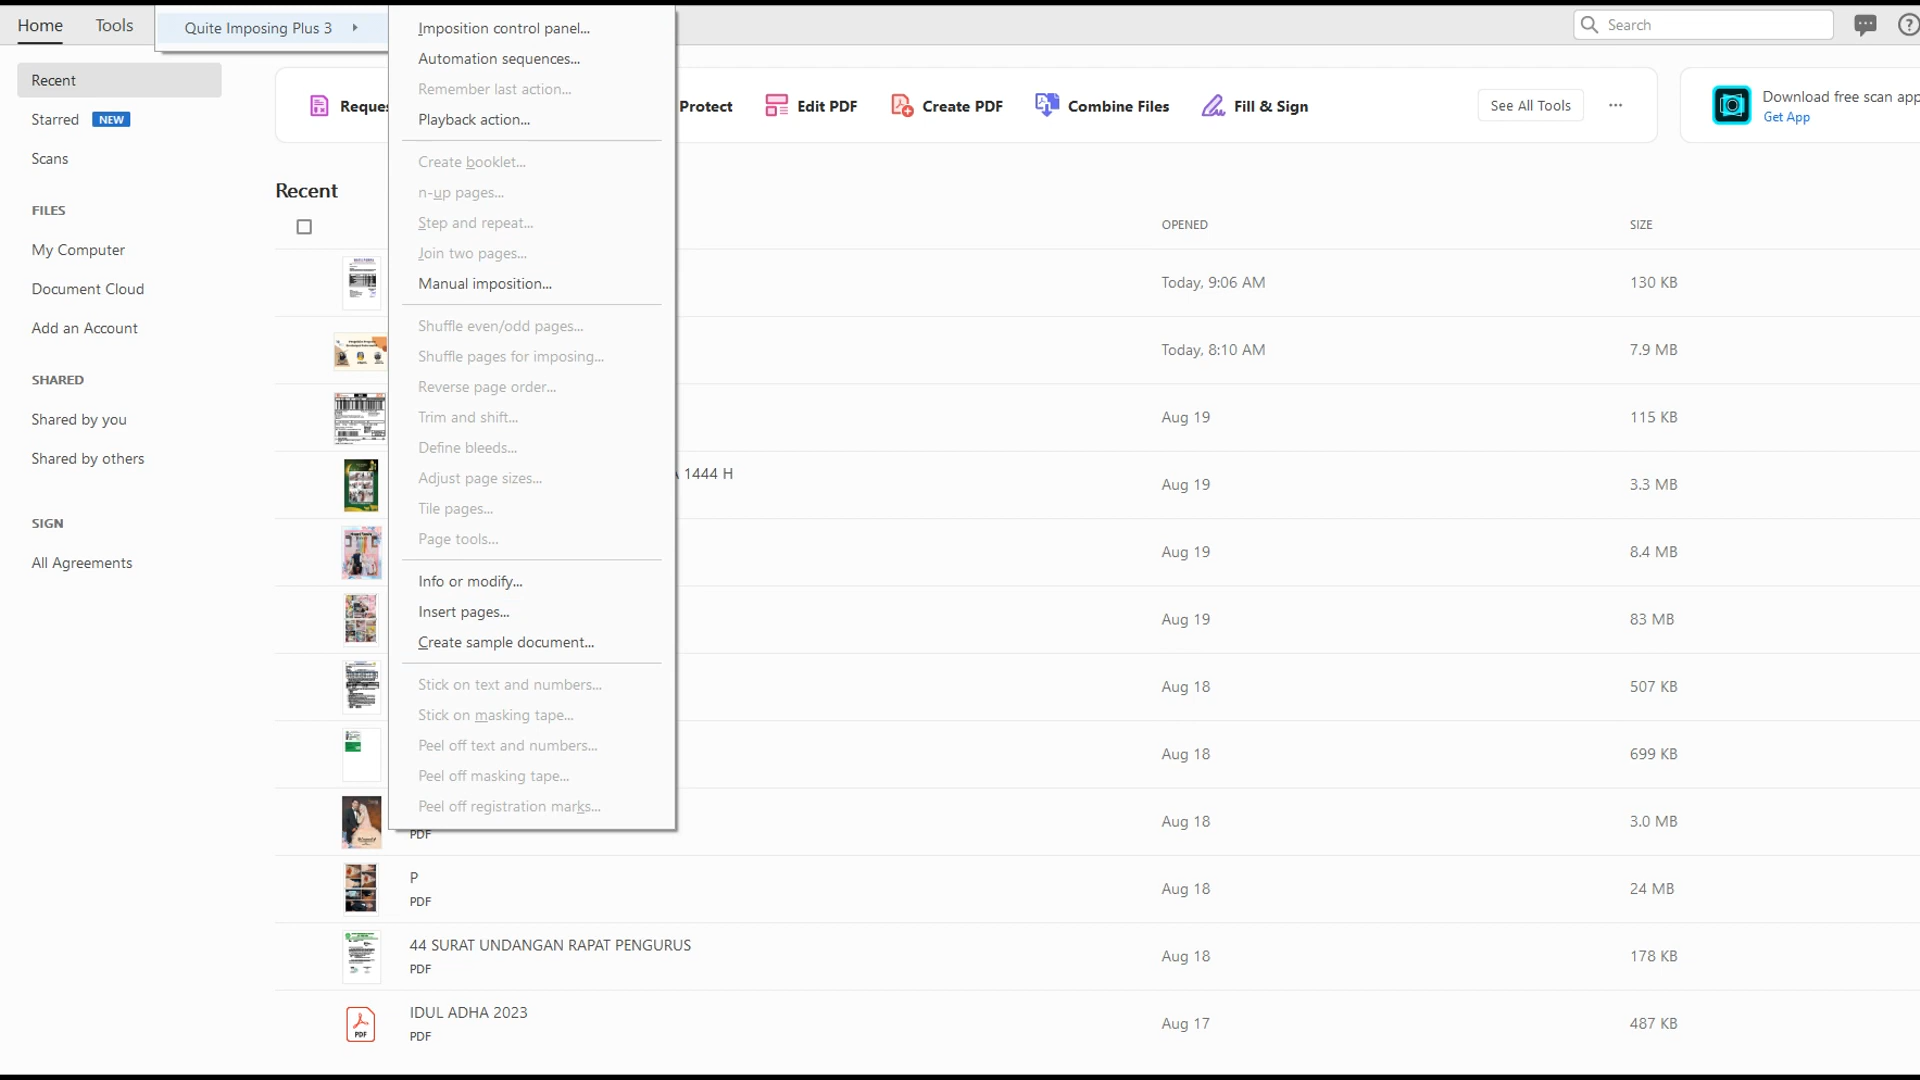 Home
Tools
Quite Imposing Plus 3
Search
Recent
Starred NEW
Scans
FILES
My Computer
Document Cloud
Add an Account
SHARED
Shared by you
Shared by others
SIGN
All Agreements
Imposition control panel...
Automation sequences...
Remember last action...
Playback action...
Create booklet...
n-up pages...
Step and repeat...
Join two pages...
Manual imposition...
Shuffle even/odd pages...
Shuffle pages for imposing...
Reverse page order...
Trim and shift...
Define bleeds...
Adjust page sizes...
Tile pages...
Page tools...
Info or modify...
Insert pages...
Create sample document...
Stick on text and numbers...
Stick on masking tape...
Peel off text and numbers...
Peel off masking tape...
Peel off registration marks...
Reques
Protect
Edit PDF
Create PDF
Combine Files
Fill & Sign
See All Tools
Download free scan app
Get App
Recent
OPENED SIZE
Today, 9:06 AM 130 KB
Today, 8:10 AM 7.9 MB
Aug 19 115 KB
1444 H
Aug 19 3.3 MB
Aug 19 8.4 MB
Aug 19 83 MB
Aug 18 507 KB
Aug 18 699 KB
Aug 18 3.0 MB
PDF
P
PDF
Aug 18 24 MB
44 SURAT UNDANGAN RAPAT PENGURUS
PDF
Aug 18 178 KB
IDUL ADHA 2023
PDF
Aug 17 487 KB